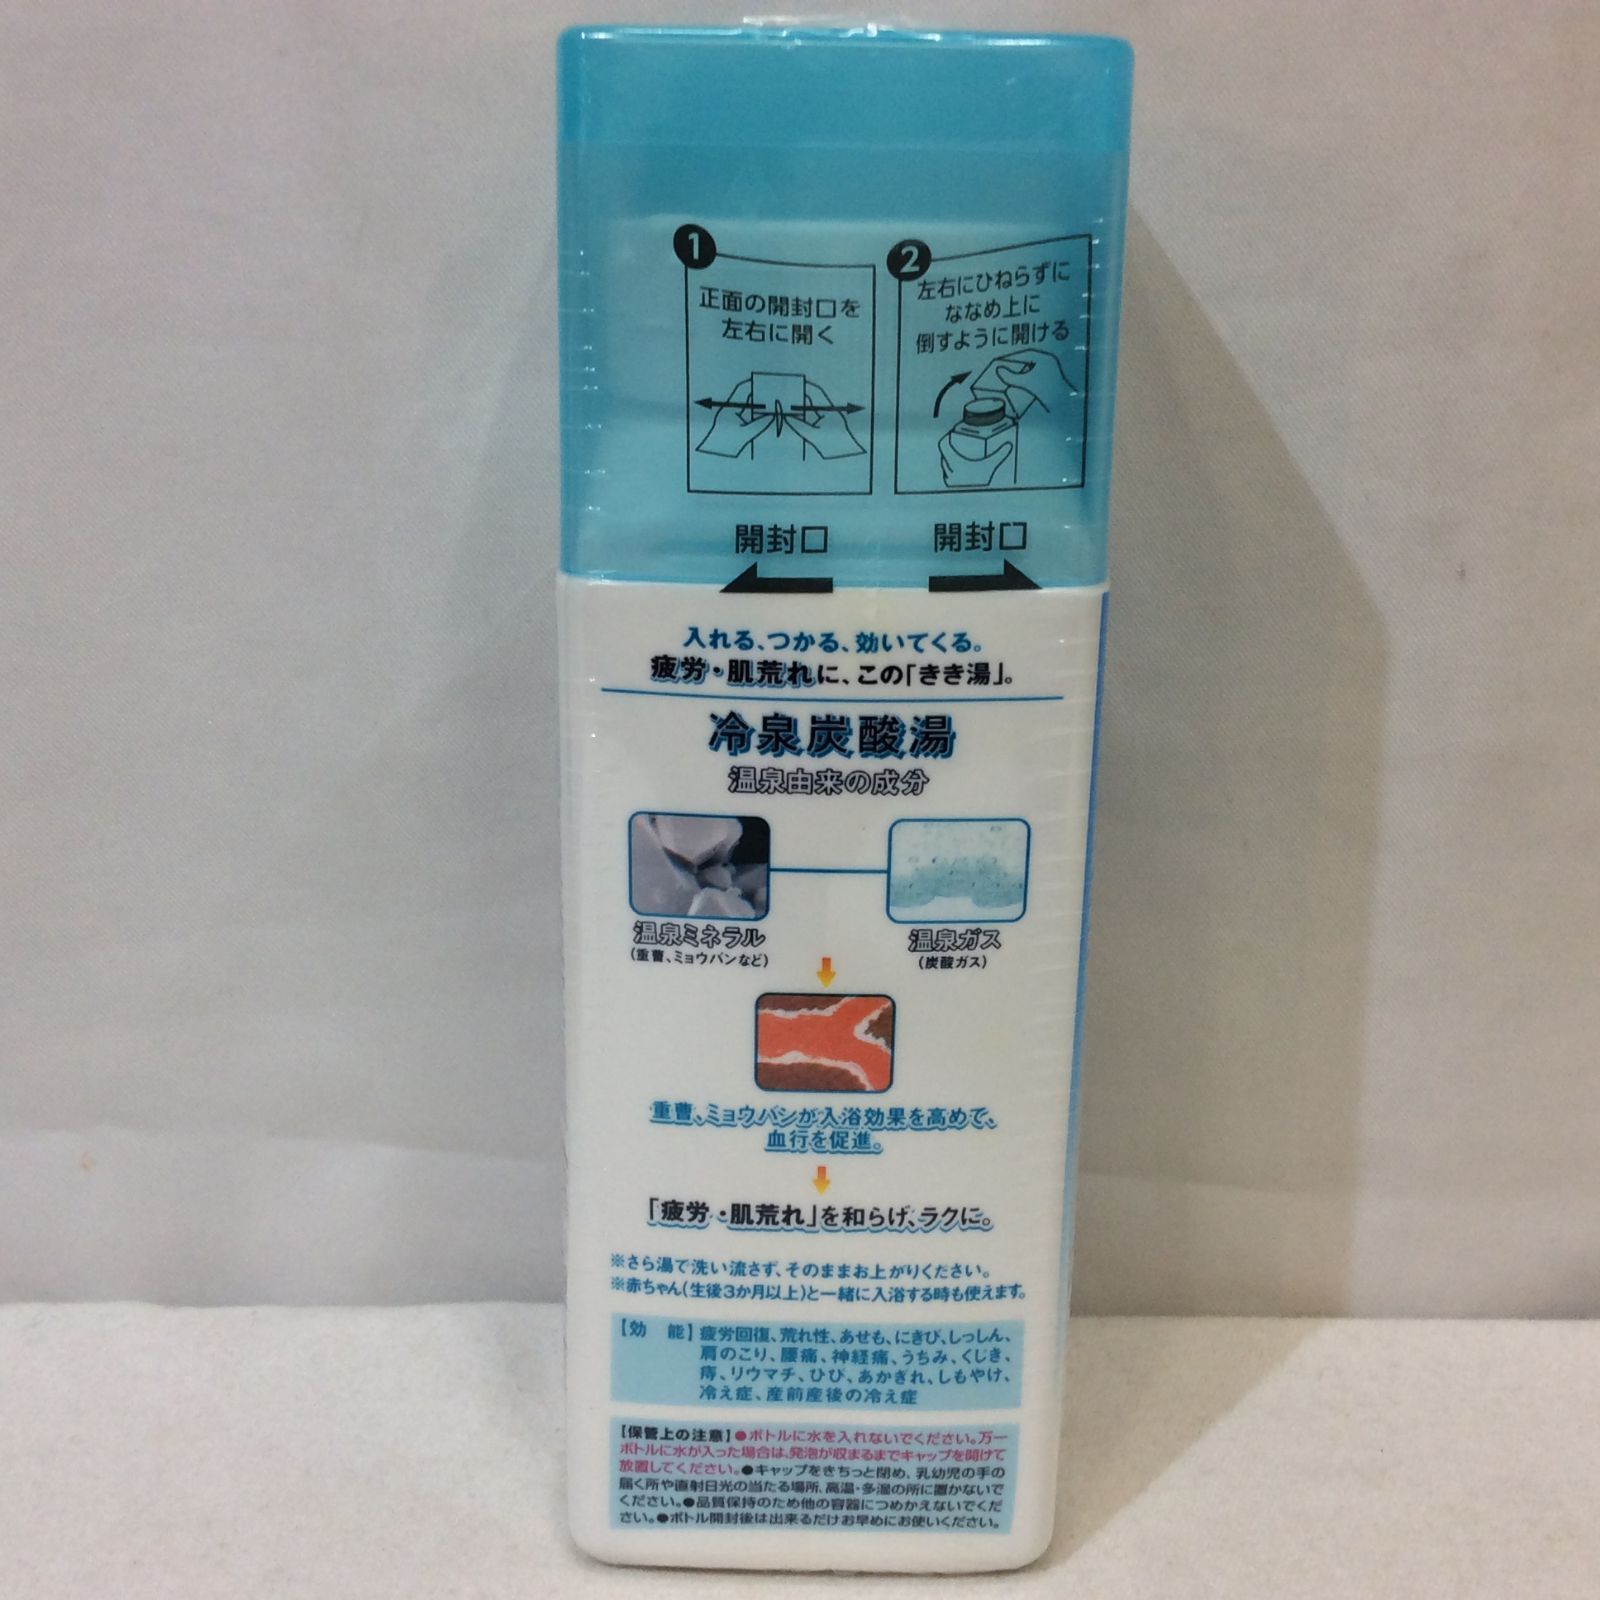 1
正面の開封口を
左右に開く
2
左右にひねらずに
ななめ上に
倒すように開ける
開封口
開封口
入れる、つかる、効いてくる。
疲労・肌荒れに、この「きき湯」。
冷泉炭酸湯
温泉由来の成分
温泉ミネラル
(重曹、ミョウバンなど)
温泉ガス
(炭酸ガス)
重曹、ミョウバンが入浴効果を高めて、
血行を促進。
「疲労・肌荒れ」を和らげ、ラクに。
※さら湯で洗い流さず、そのままお上がりください。
※赤ちゃん(生後3か月以上)と一緒に入浴する時も使えます。
【効 能】疲労回復、荒れ性、あせも、にきび、しっしん、
肩のこり、腰痛、神経痛、うちみ、くじき、
痔、リウマチ、ひび、あかぎれ、しもやけ、
冷え症、産前産後の冷え症
【保管上の注意】●ボトルに水を入れないでください。万一
ボトルに水が入った場合は、発泡が収まるまでキャップを開けて
放置してください。●キャップをきちっと閉め、乳幼児の手の
届く所や直射日光の当たる場所、高温・多湿の所に置かないで
ください。●品質保持のため他の容器につめかえないでくだ
さい。●ボトル開封後は出来るだけお早めにお使いください。